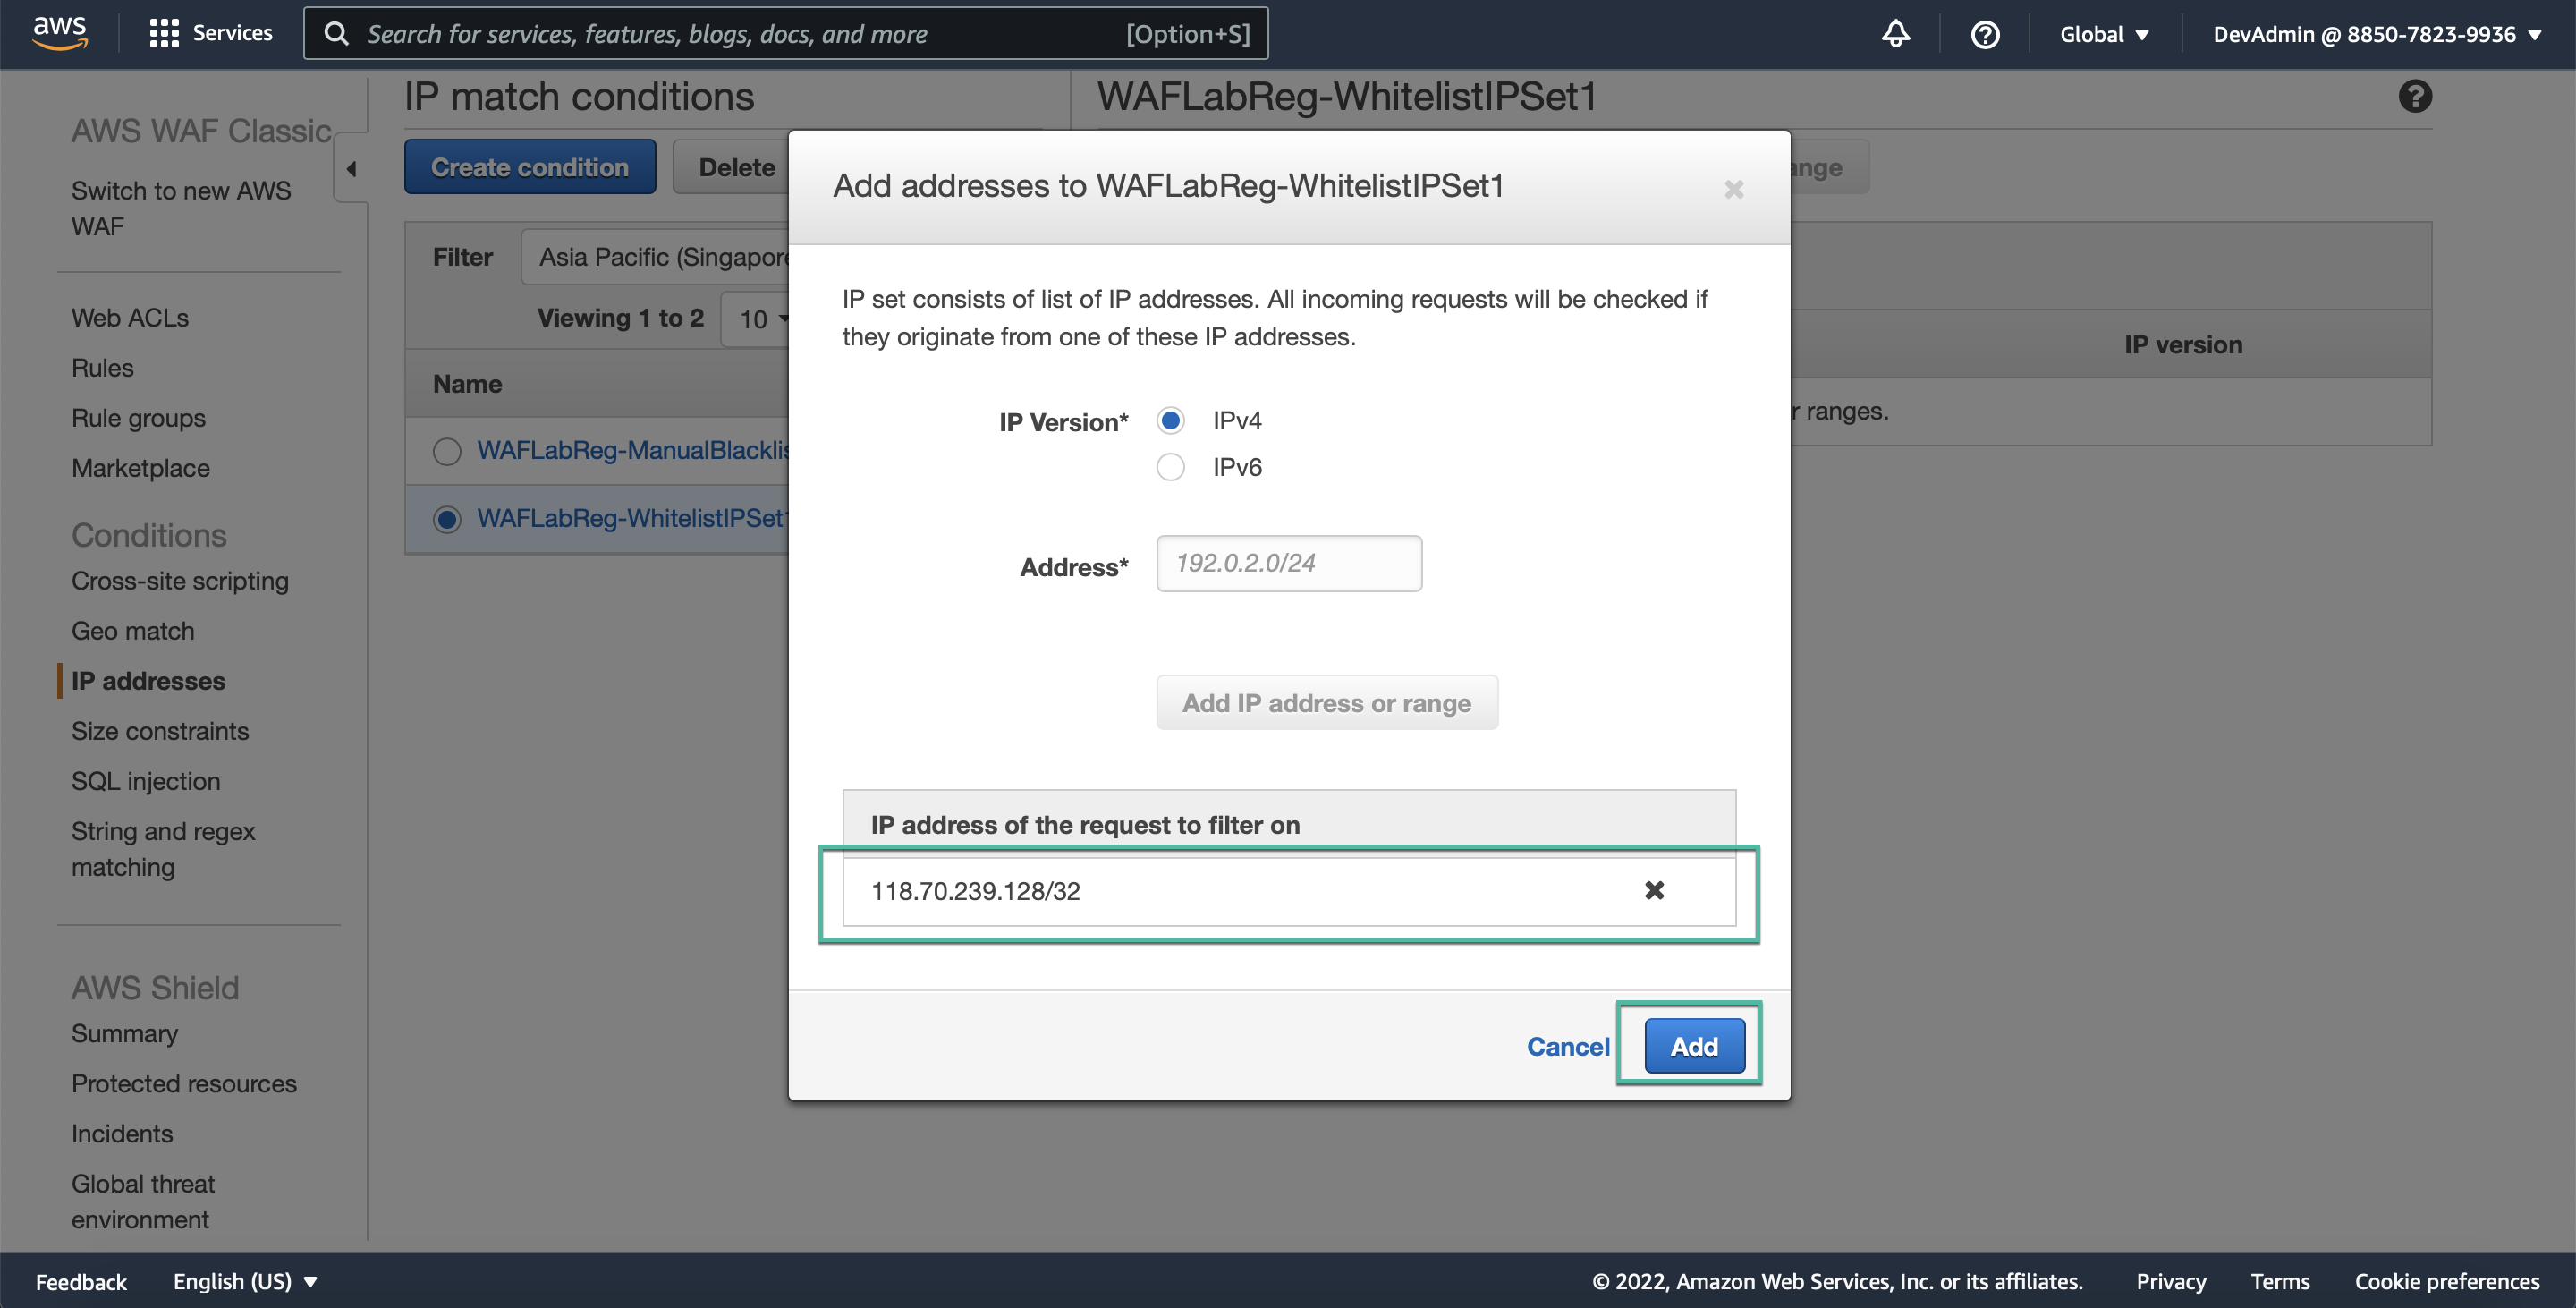 aws
Services
Search for services, features, blogs, docs, and more
[Option+S]
Global
DevAdmin @ 8850-7823-9936
AWS WAF Classic
Switch to new AWS
WAF
Web ACLs
Rules
Rule groups
Marketplace
Conditions
Cross-site scripting
Geo match
IP addresses
Size constraints
SQL injection
String and regex
matching
AWS Shield
Summary
Protected resources
Incidents
Global threat
environment
IP match conditions
Create condition
Delete
Filter
Asia Pacific (Singapore
Viewing 1 to 2
10
Name
WAFLabReg-ManualBlacklis
WAFLabReg-WhitelistIPSet1
WAFLabReg-WhitelistIPSet1
ange
IP version
r ranges.
Add addresses to WAFLabReg-WhitelistIPSet1
IP set consists of list of IP addresses. All incoming requests will be checked if
they originate from one of these IP addresses.
IP Version*
IPv4
IPv6
Address*
192.0.2.0/24
Add IP address or range
IP address of the request to filter on
118.70.239.128/32
Cancel
Add
Feedback
English (US)
© 2022, Amazon Web Services, Inc. or its affiliates.
Privacy
Terms
Cookie preferences